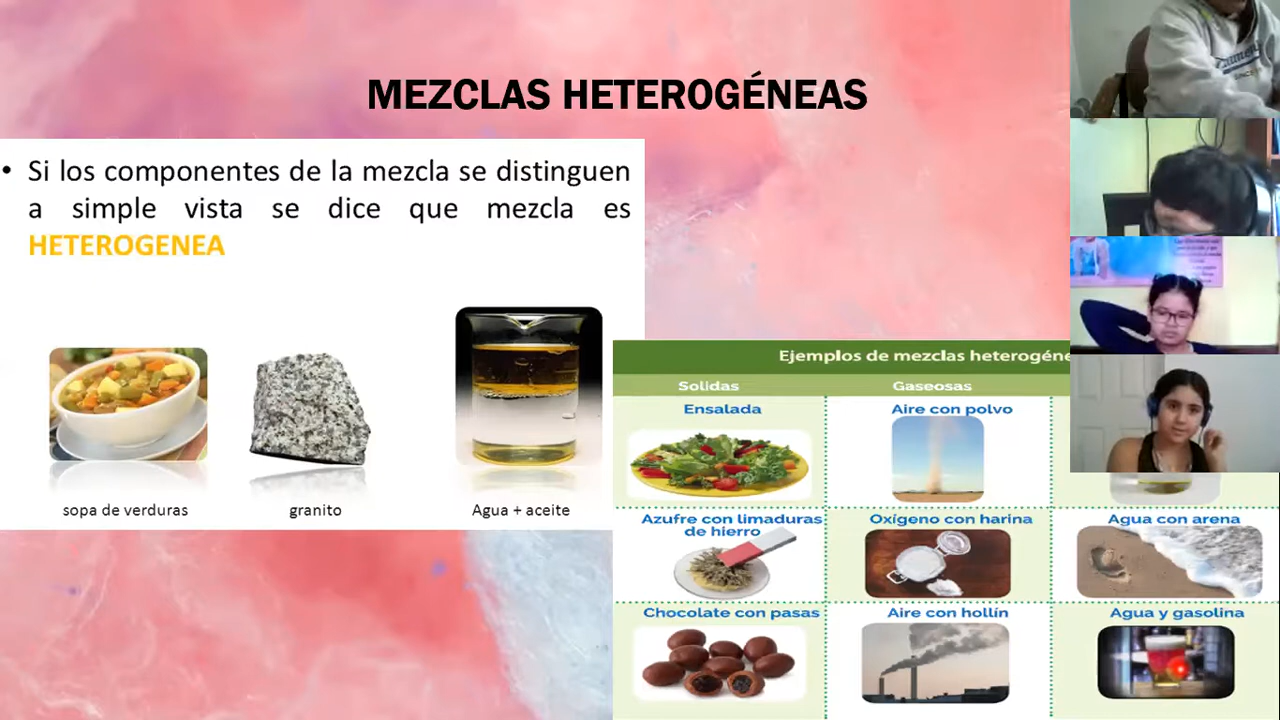 MEZCLAS HETEROGÉNEAS
• Si los componentes de la mezcla se distinguen
a simple vista se dice que mezcla es
HETEROGENEA
sopa de verduras
granito
Agua + aceite
Ejemplos de mezclas heterogéne
Solidas
Gaseosas
Ensalada
Aire con polvo
Azufre con limaduras
de hierro
Oxígeno con harina
Agua con arena
Chocolate con pasas
Aire con hollín
Agua y gasolina